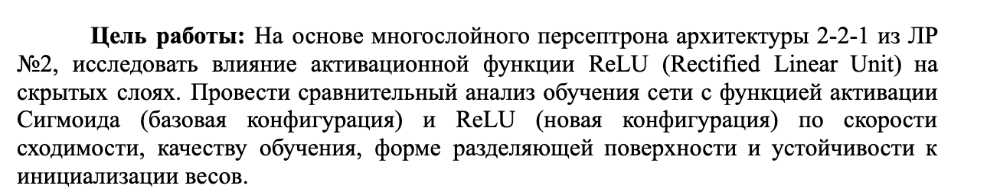 Цель работы: На основе многослойного персептрона архитектуры 2-2-1 из ЛР
№2, исследовать влияние активационной функции ReLU (Rectified Linear Unit) на
скрытых слоях. Провести сравнительный анализ обучения сети с функцией активации
Сигмоида (базовая конфигурация) и ReLU (новая конфигурация) по скорости
сходимости, качеству обучения, форме разделяющей поверхности и устойчивости к
инициализации весов.